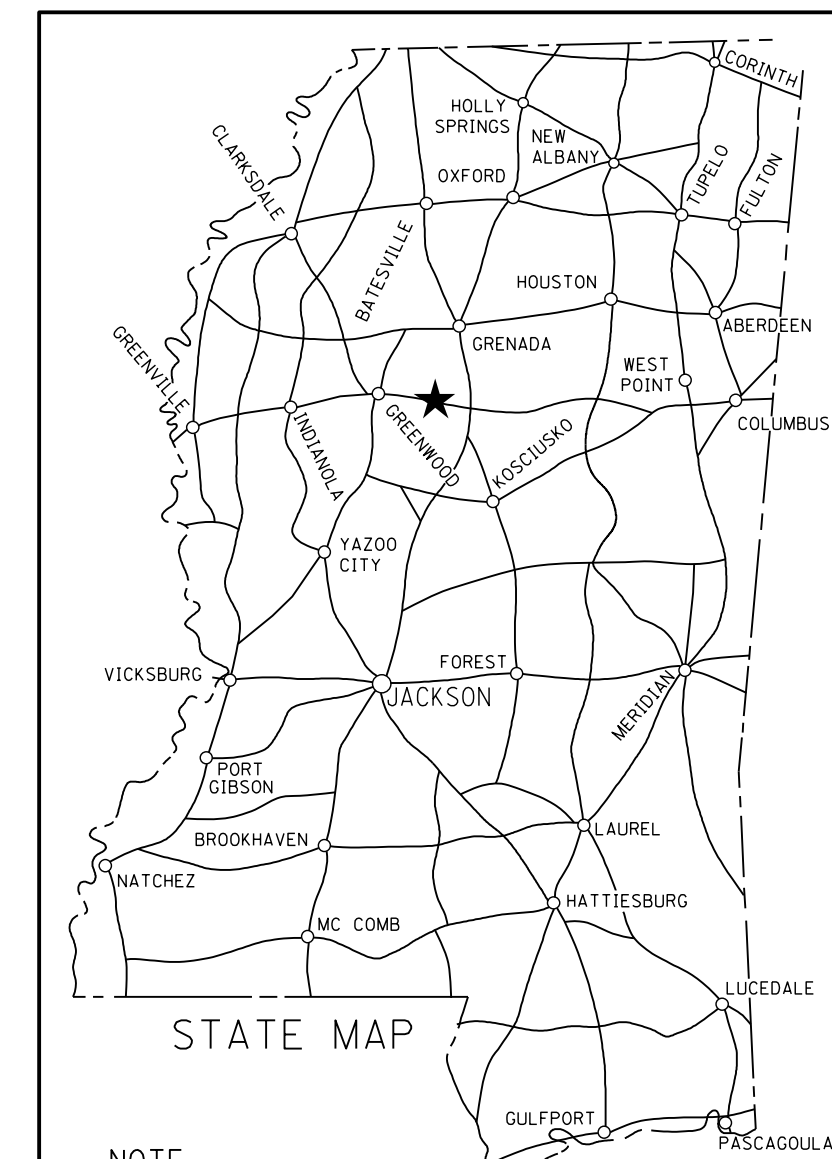 CORINTH
HOLLY
SPRINGS
NEW
ALBANY
CLARKSDALE
OXFORD
TUPELO
FULTON
BATESVILLE
HOUSTON
ABERDEEN
GRENADA
GREENVILLE
WEST
POINT
COLUMBUS
INDIANOLA
GREENWOOD
KOSCIUSKO
YAZOO
CITY
VICKSBURG
FOREST
JACKSON
MERIDIAN
PORT
GIBSON
BROOKHAVEN
LAUREL
NATCHEZ
HATTIESBURG
MC COMB
LUCEDALE
STATE MAP
GULFPORT
PASCAGOULA
NOTE